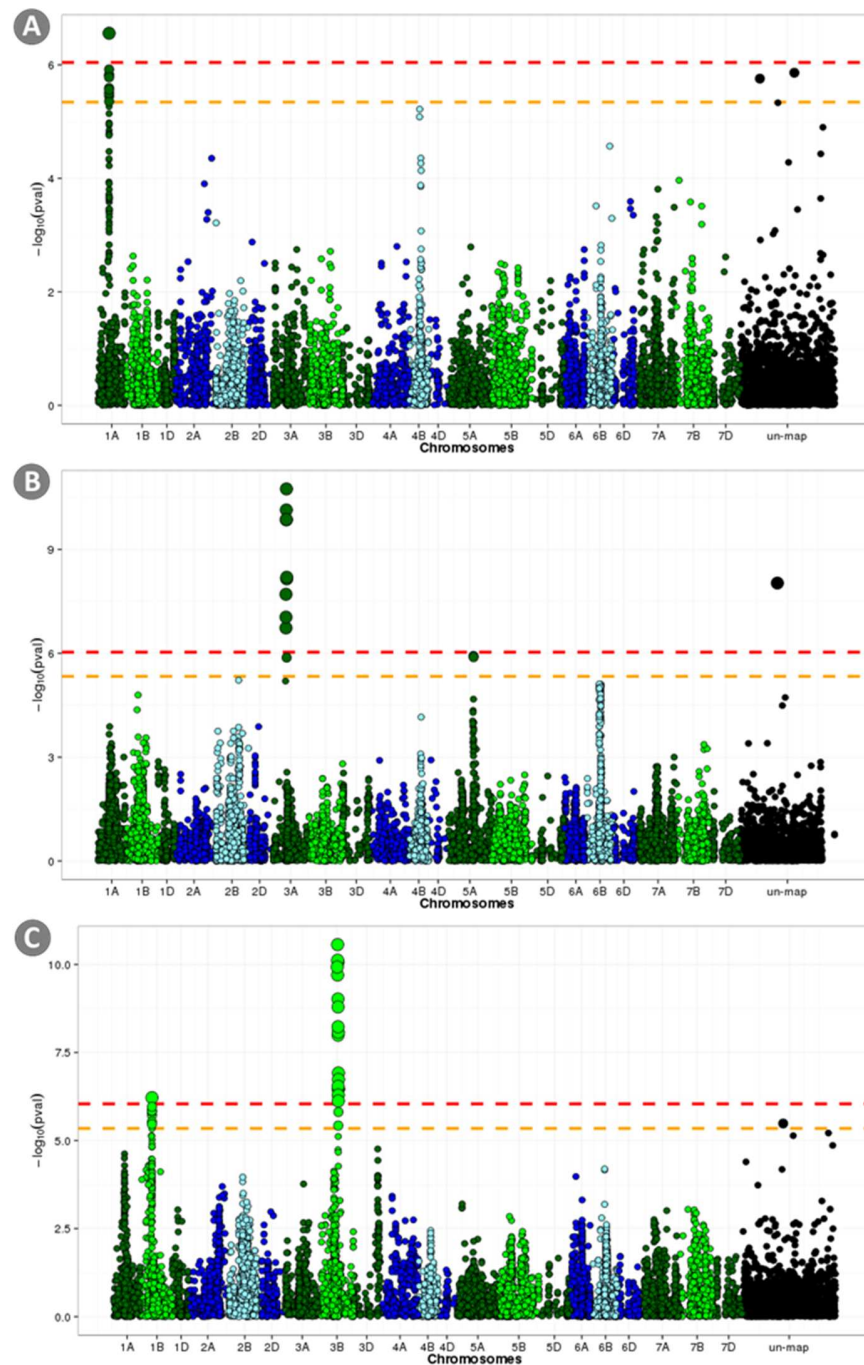 A
6
4
2
0
−log₁₀(pval)
1A 1B 1D 2A 2B 2D 3A 3B 3D 4A 4B 4D 5A 5B 5D 6A 6B 6D 7A 7B 7D un-map
Chromosomes
B
9
6
3
0
−log₁₀(pval)
1A 1B 1D 2A 2B 2D 3A 3B 3D 4A 4B 4D 5A 5B 5D 6A 6B 6D 7A 7B 7D un-map
Chromosomes
C
10.0
7.5
5.0
2.5
0.0
−log₁₀(pval)
1A 1B 1D 2A 2B 2D 3A 3B 3D 4A 4B 4D 5A 5B 5D 6A 6B 6D 7A 7B 7D un-map
Chromosomes